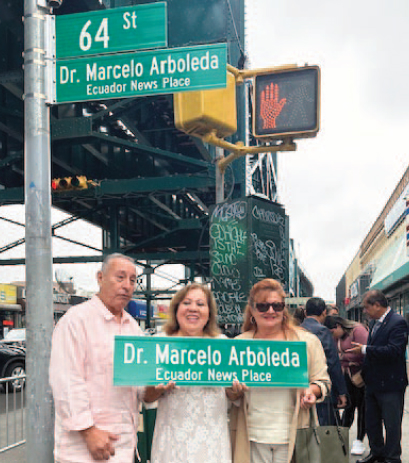 64 St
Dr. Marcelo Arboleda
Ecuador News Place
Dr. Marcelo Arboleda
Ecuador News Place